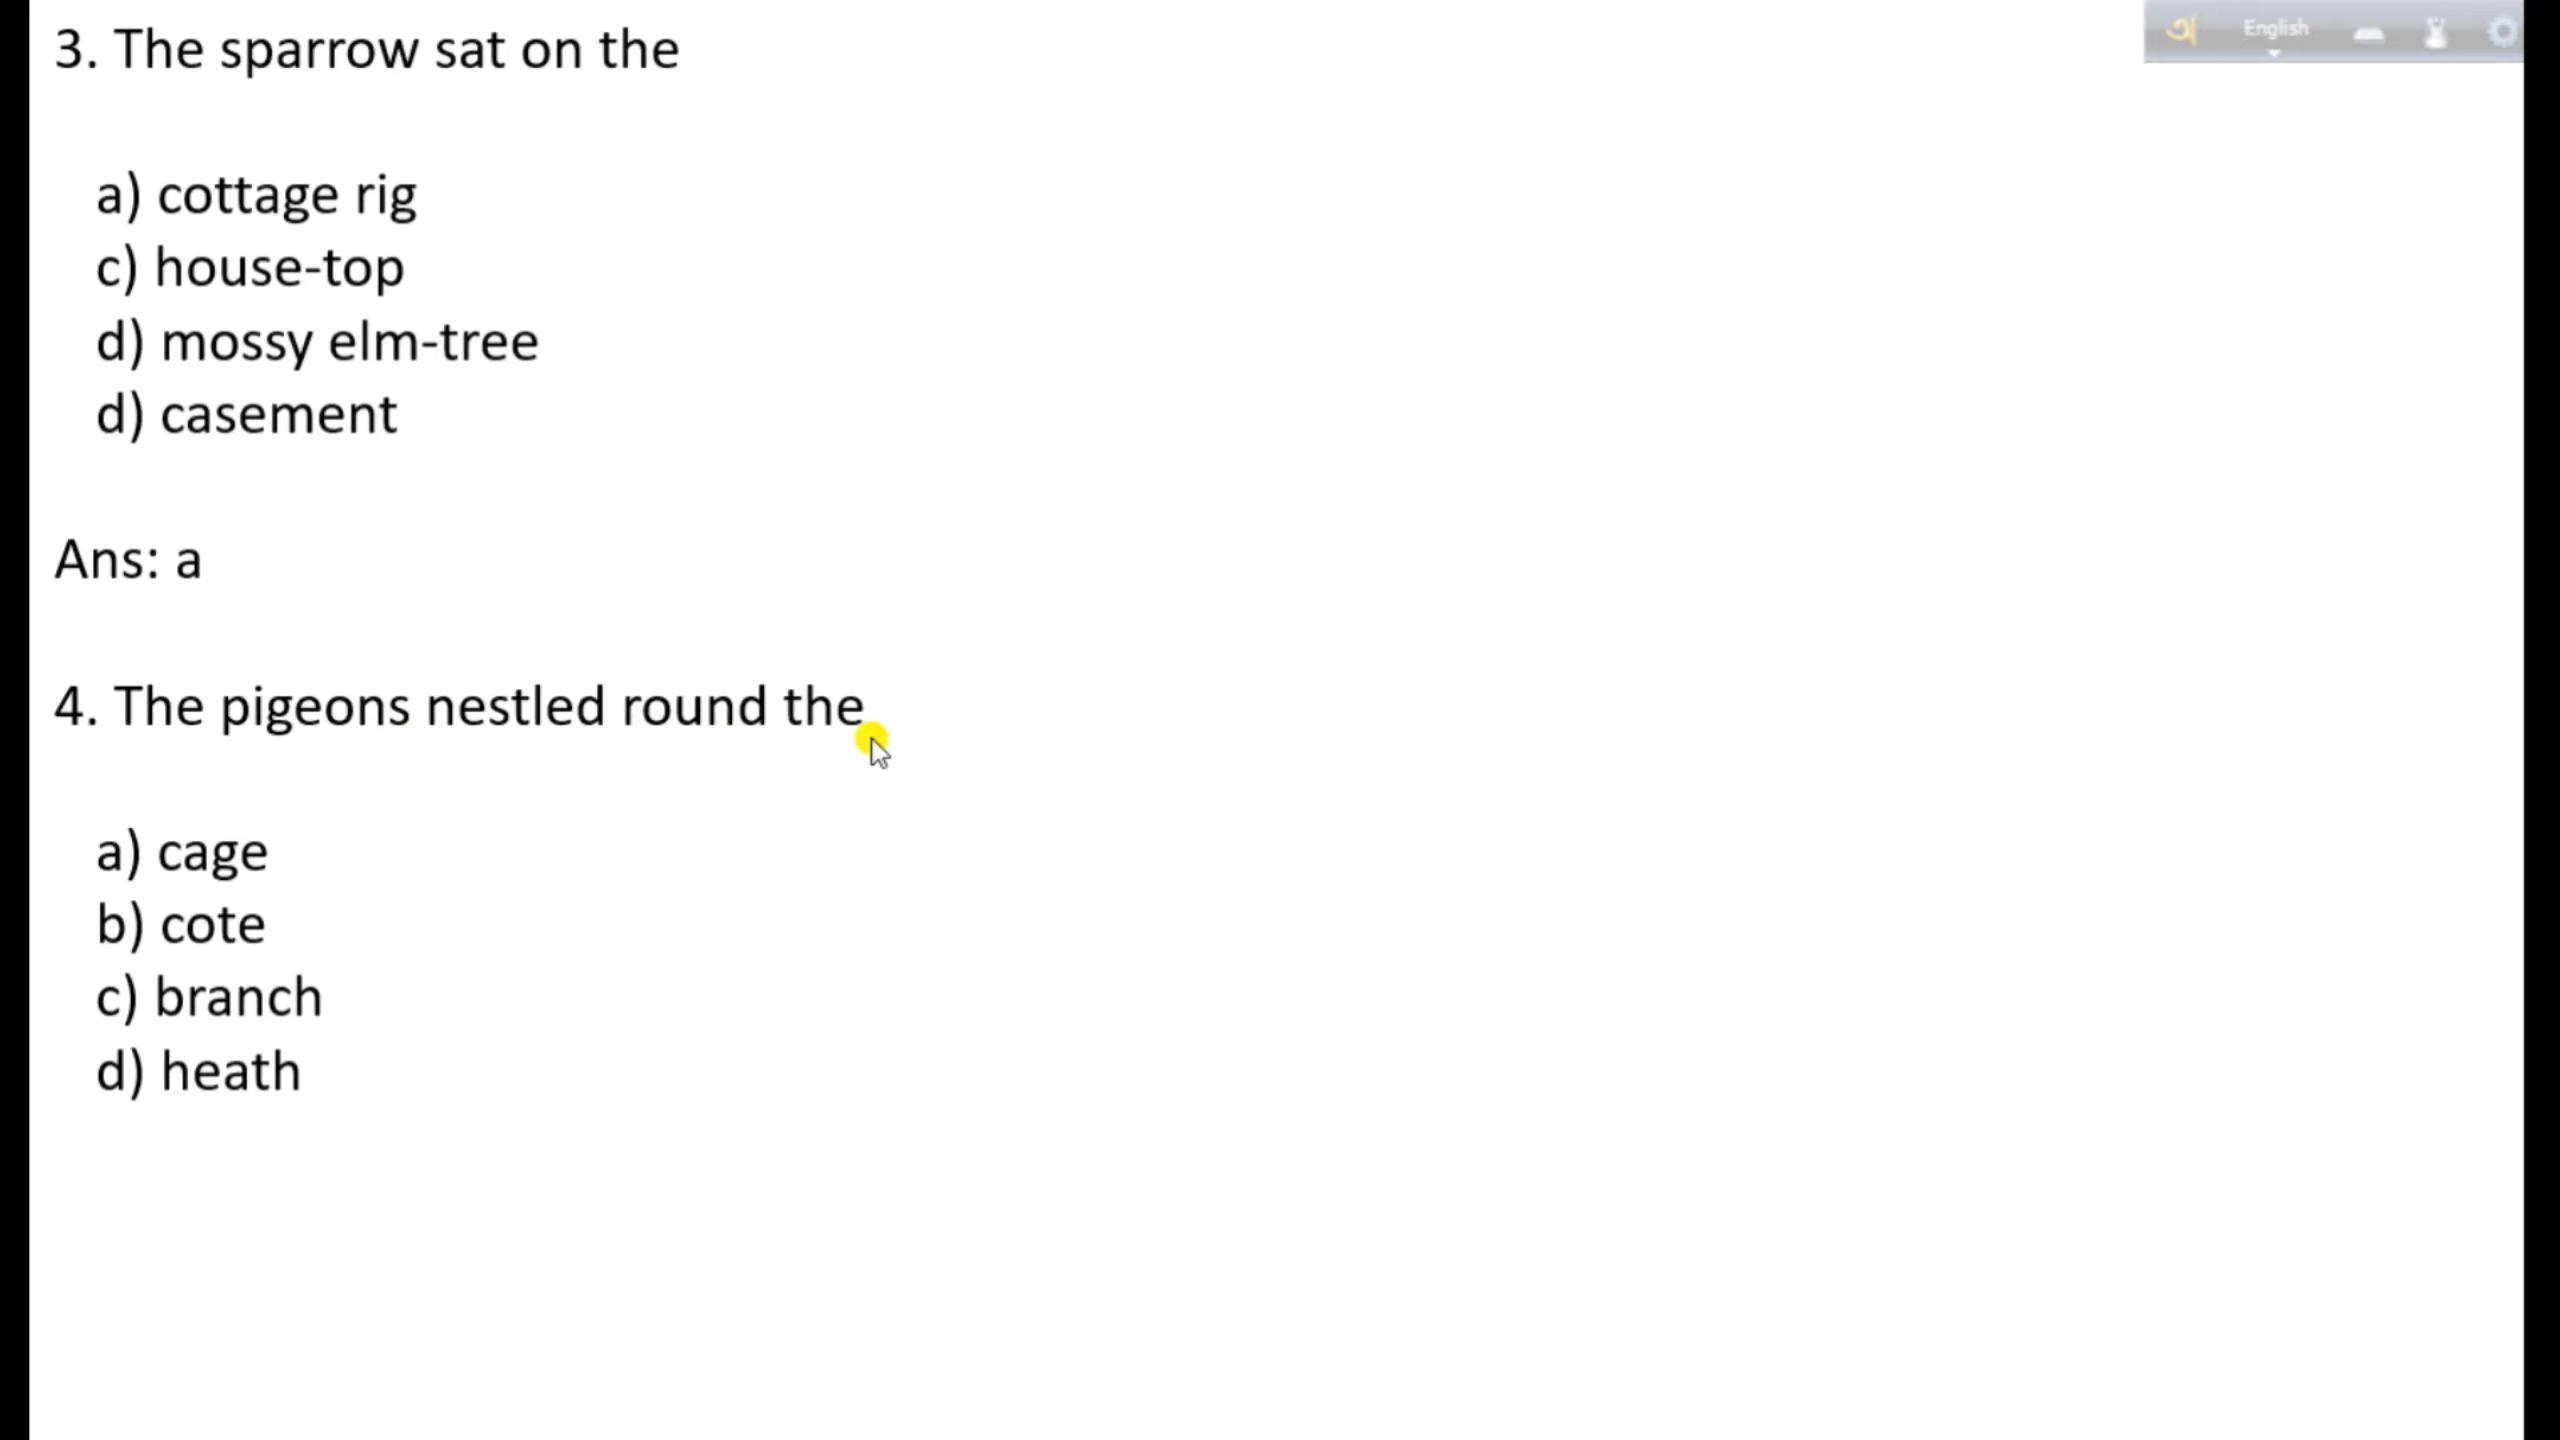 3. The sparrow sat on the
English
a) cottage rig
c) house-top
d) mossy elm-tree
d) casement
Ans: a
4. The pigeons nestled round the
a) cage
b) cote
c) branch
d) heath